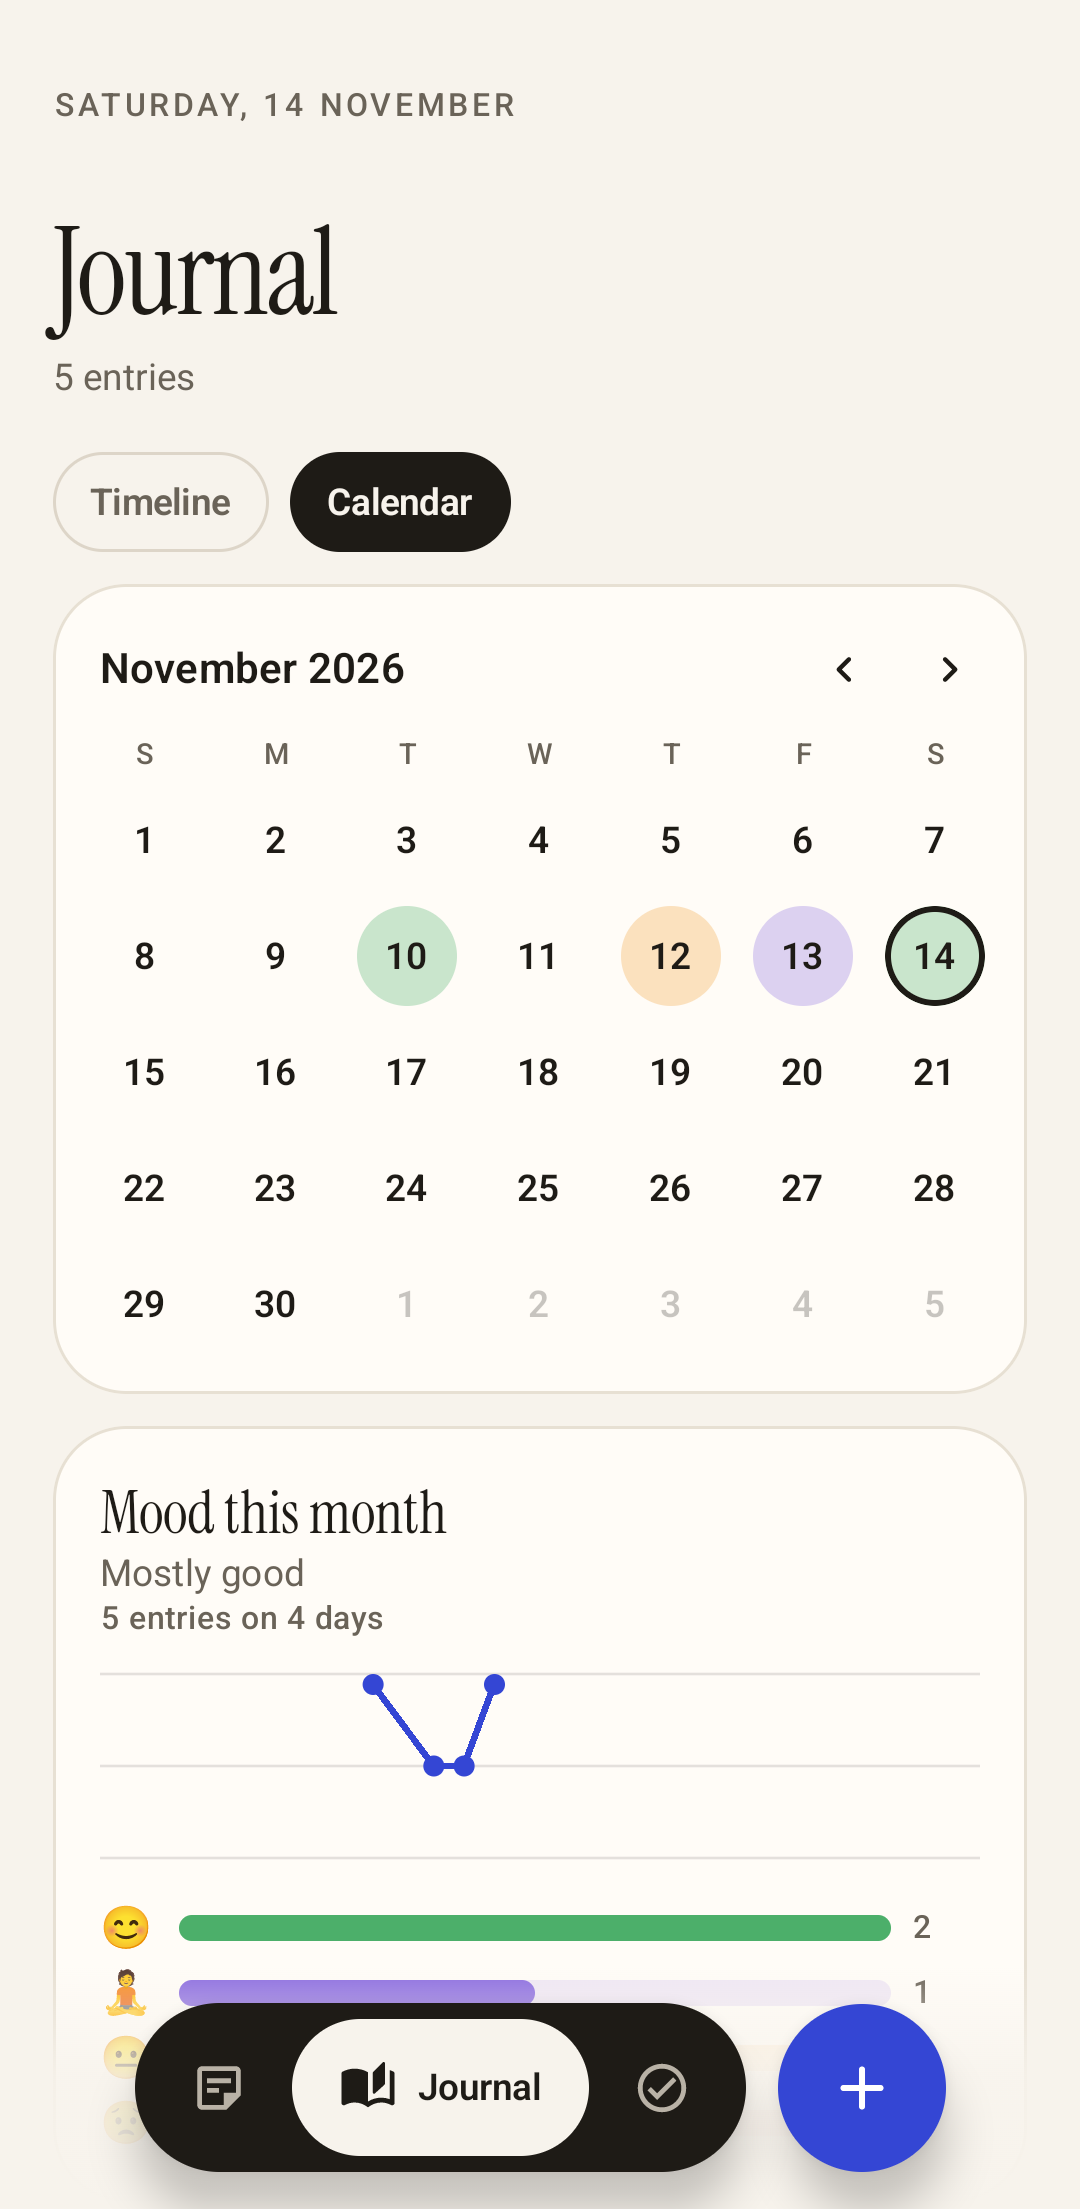 SATURDAY, 14 NOVEMBER
Journal
5 entries
Timeline Calendar
November 2026
S M T W T F S
1 2 3 4 5 6 7
8 9 10 11 12 13 14
15 16 17 18 19 20 21
22 23 24 25 26 27 28
29 30 1 2 3 4 5
Mood this month
Mostly good
5 entries on 4 days
2
1
Journal